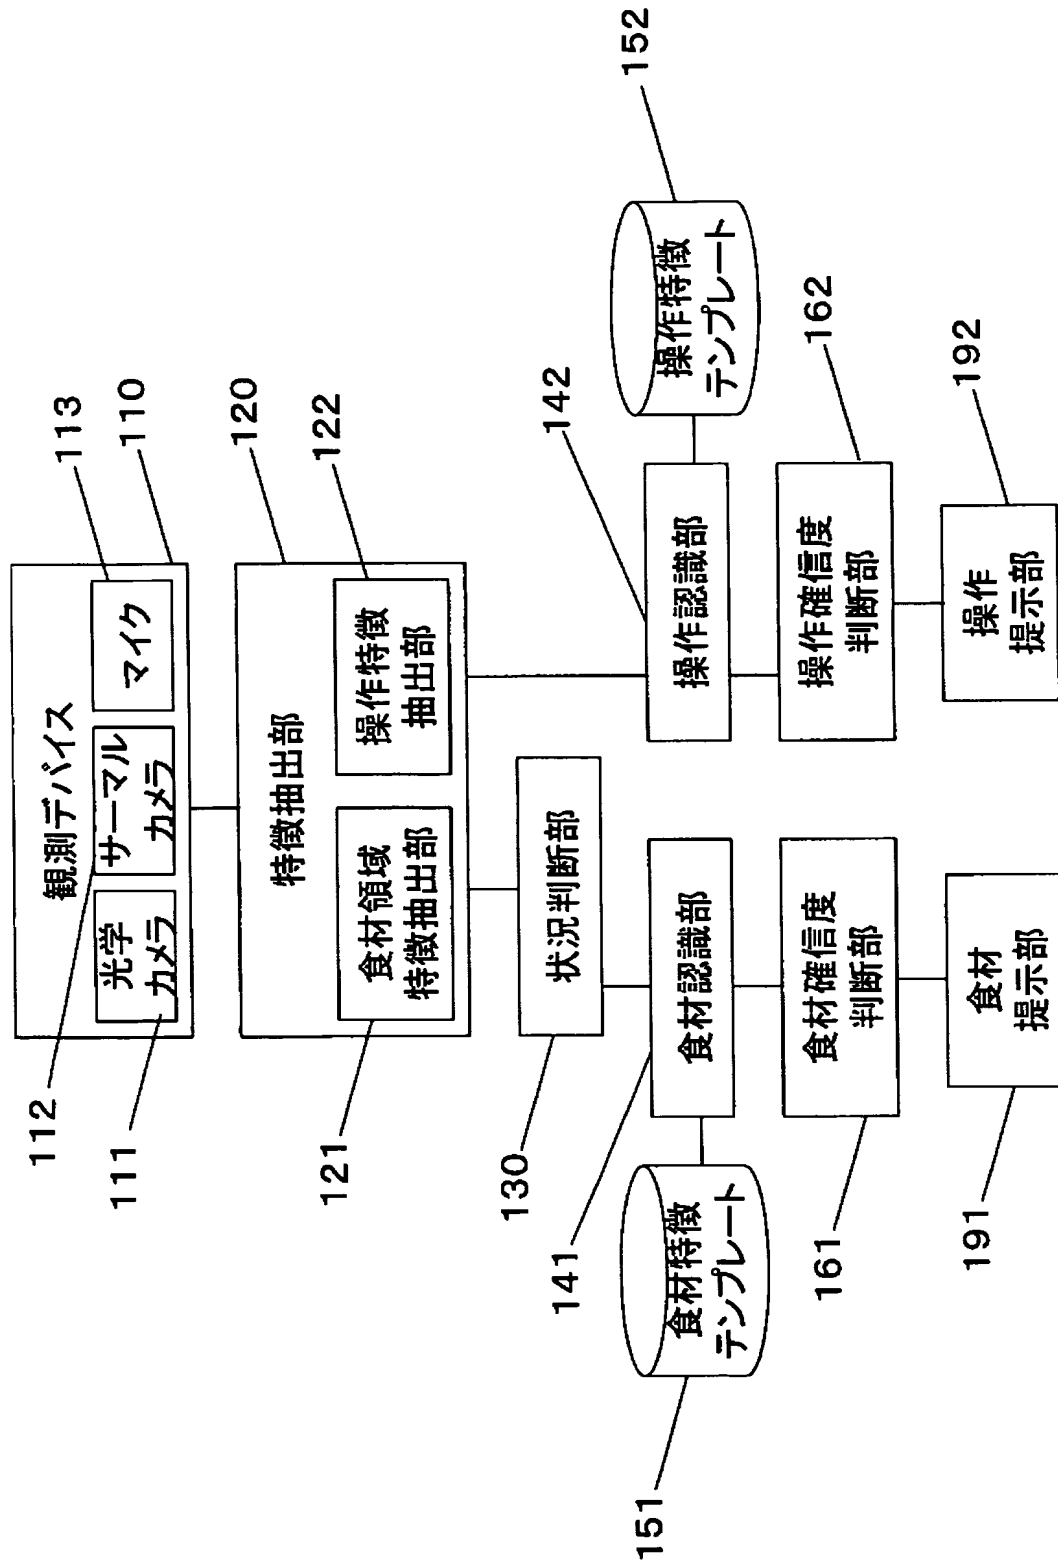 観測デバイス
光学
カメラ
サーマル
カメラ
マイク
113
110
112
111
特徴抽出部
120
食材領域
特徴抽出部
操作特徴
抽出部
122
121
状況判断部
130
食材認識部
141
操作認識部
142
食材特徴
テンプレート
151
操作特徴
テンプレート
152
食材確信度
判断部
161
操作確信度
判断部
162
食材
提示部
191
操作
提示部
192